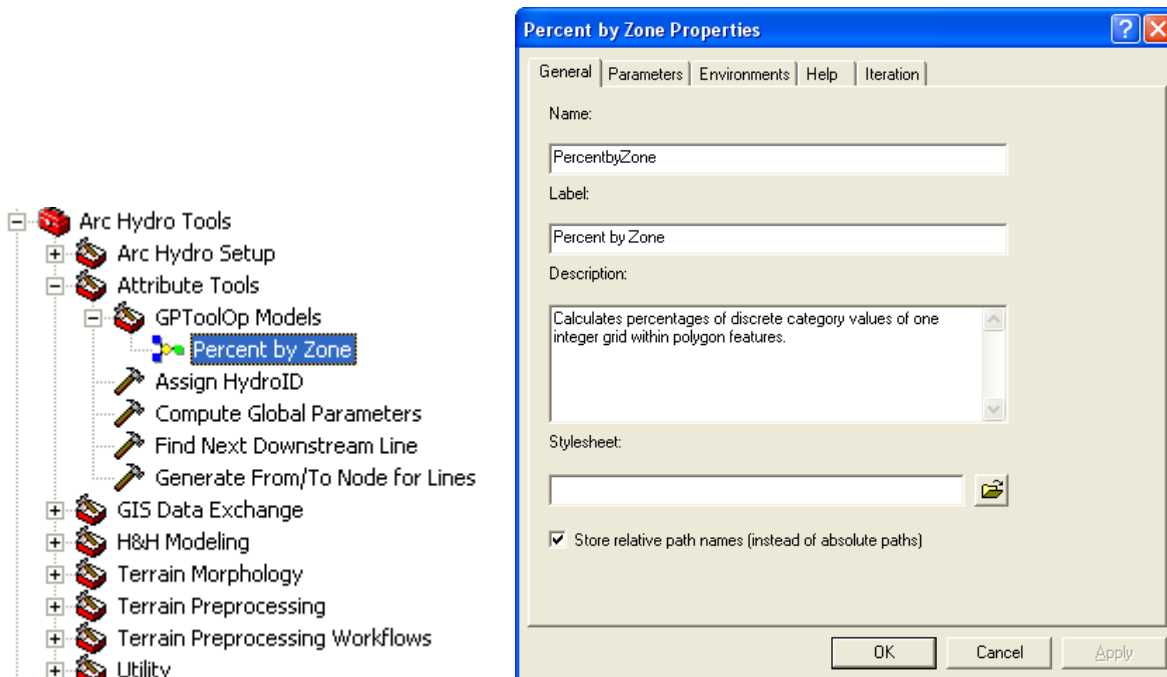 Arc Hydro Tools
Arc Hydro Setup
Attribute Tools
GPToolOp Models
Percent by Zone
Assign HydroID
Compute Global Parameters
Find Next Downstream Line
Generate From/To Node for Lines
GIS Data Exchange
H&H Modeling
Terrain Morphology
Terrain Preprocessing
Terrain Preprocessing Workflows
Utility
Percent by Zone Properties
General Parameters Environments Help Iteration
Name:
PercentbyZone
Label:
Percent by Zone
Description:
Calculates percentages of discrete category values of one
integer grid within polygon features.
Stylesheet:
Store relative path names (instead of absolute paths)
OK Cancel Apply